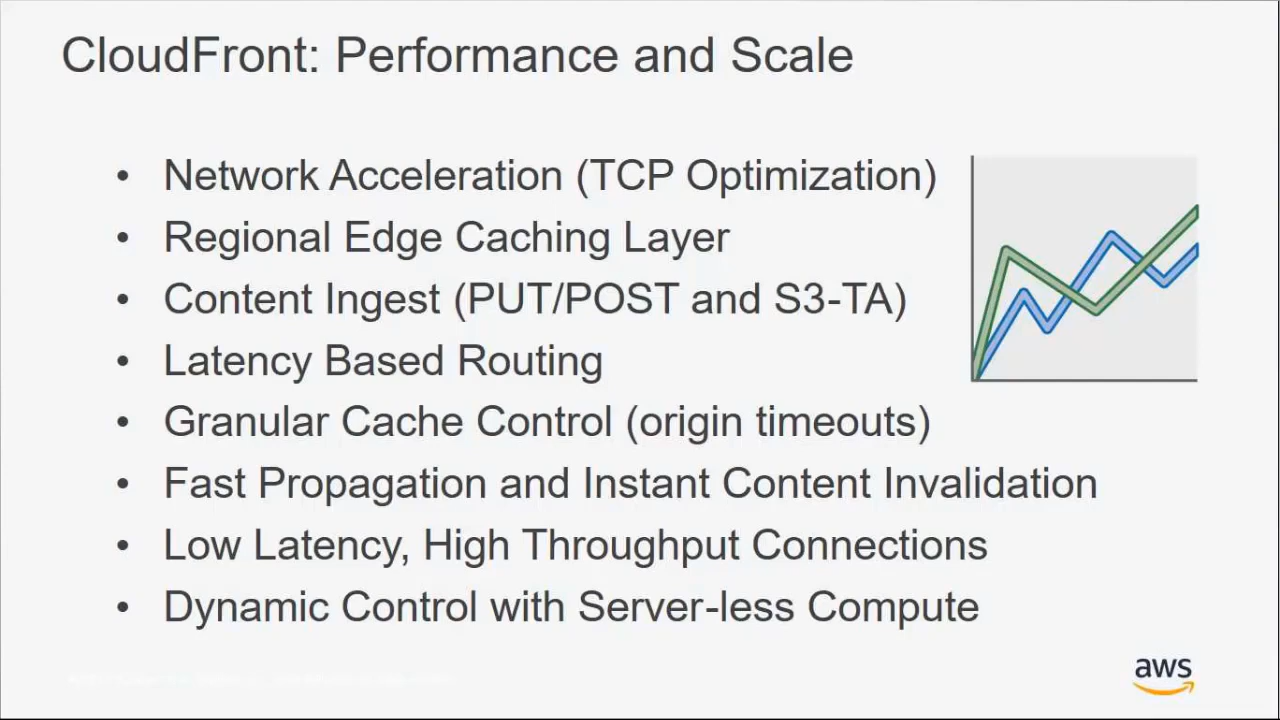 CloudFront: Performance and Scale
• Network Acceleration (TCP Optimization)
• Regional Edge Caching Layer
• Content Ingest (PUT/POST and S3-TA)
• Latency Based Routing
• Granular Cache Control (origin timeouts)
• Fast Propagation and Instant Content Invalidation
• Low Latency, High Throughput Connections
• Dynamic Control with Server-less Compute
aws